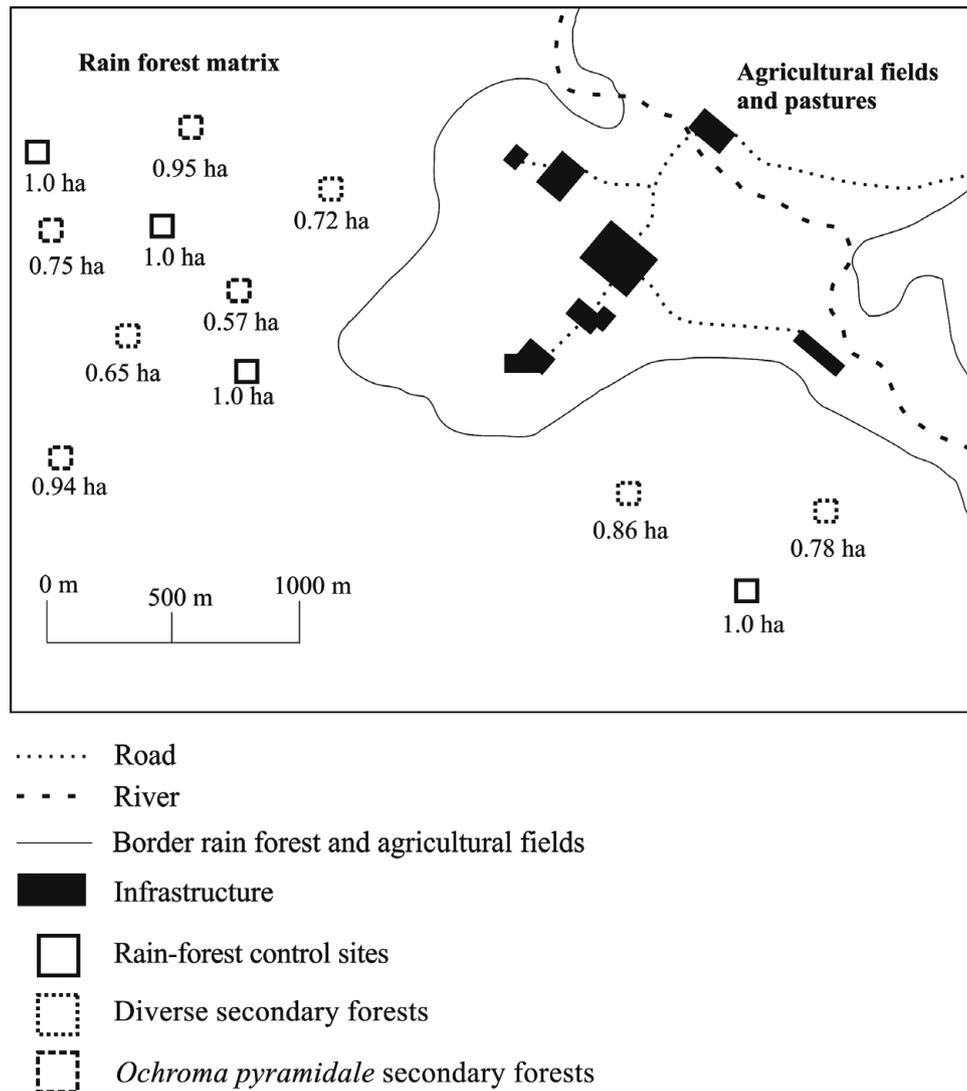 Rain forest matrix
Agricultural fields
and pastures
0.95 ha
1.0 ha
0.72 ha
0.75 ha
1.0 ha
0.57 ha
0.65 ha
1.0 ha
0.94 ha
0.86 ha
0.78 ha
1.0 ha
0 m
500 m
1000 m
Road
River
Border rain forest and agricultural fields
Infrastructure
Rain-forest control sites
Diverse secondary forests
Ochroma pyramidale secondary forests